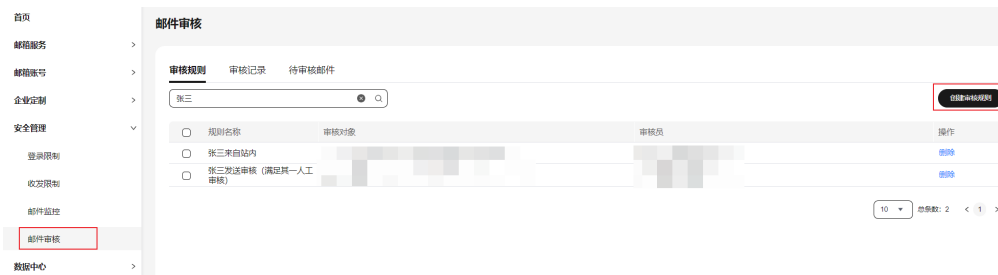 首页
邮箱服务
邮箱账号
企业定制
安全管理
登录限制
收发限制
邮件监控
邮件审核
数据中心
邮件审核
审核规则 审核记录 待审核邮件
张三
创建审核规则
规则名称 审核对象 审核员 操作
张三来自站内 删除
张三发送审核（满足其一人工
审核） 删除
10 总条数：2 1